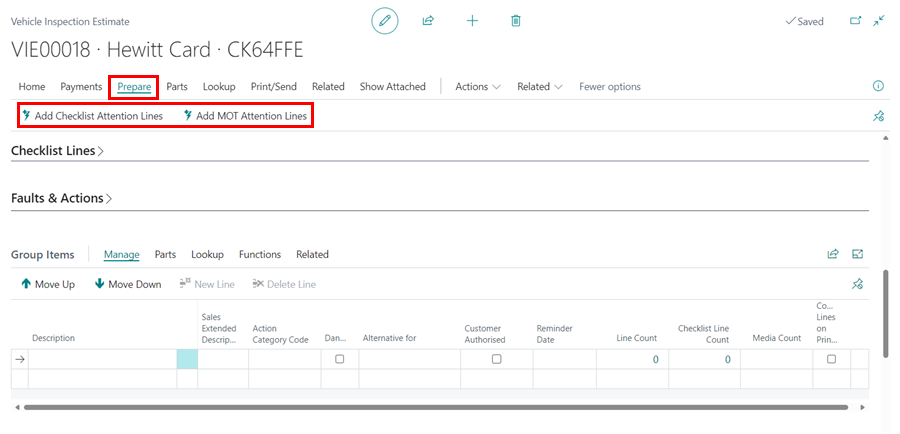 Vehicle Inspection Estimate
Saved
VIE00018 · Hewitt Card · CK64FFE
Home Payments Prepare Parts Lookup Print/Send Related Show Attached Actions Related Fewer options
Add Checklist Attention Lines Add MOT Attention Lines
Checklist Lines
Faults & Actions
Group Items Manage Parts Lookup Functions Related
Move Up Move Down New Line Delete Line
Description Sales Extended Descrip... Action Category Code Dan... Alternative for Customer Authorised Reminder Date Line Count Checklist Line Count Media Count Co... Lines on Prin...
0 0